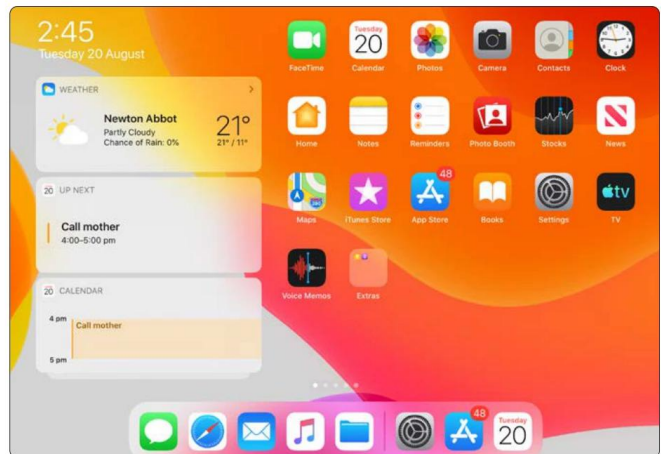 2:45
Tuesday 20 August
WEATHER
Newton Abbot
Partly Cloudy
Chance of Rain: 0%
21°
21° / 11°
20 UP NEXT
Call mother
4:00–5:00 pm
20 CALENDAR
4 pm
Call mother
5 pm
Tuesday
20
FaceTime Calendar Photos Camera Contacts Clock
Home Notes Reminders Photo Booth Stocks News
48
tv
Maps iTunes Store App Store Books Settings TV
Voice Memos Extras
48
Tuesday
20